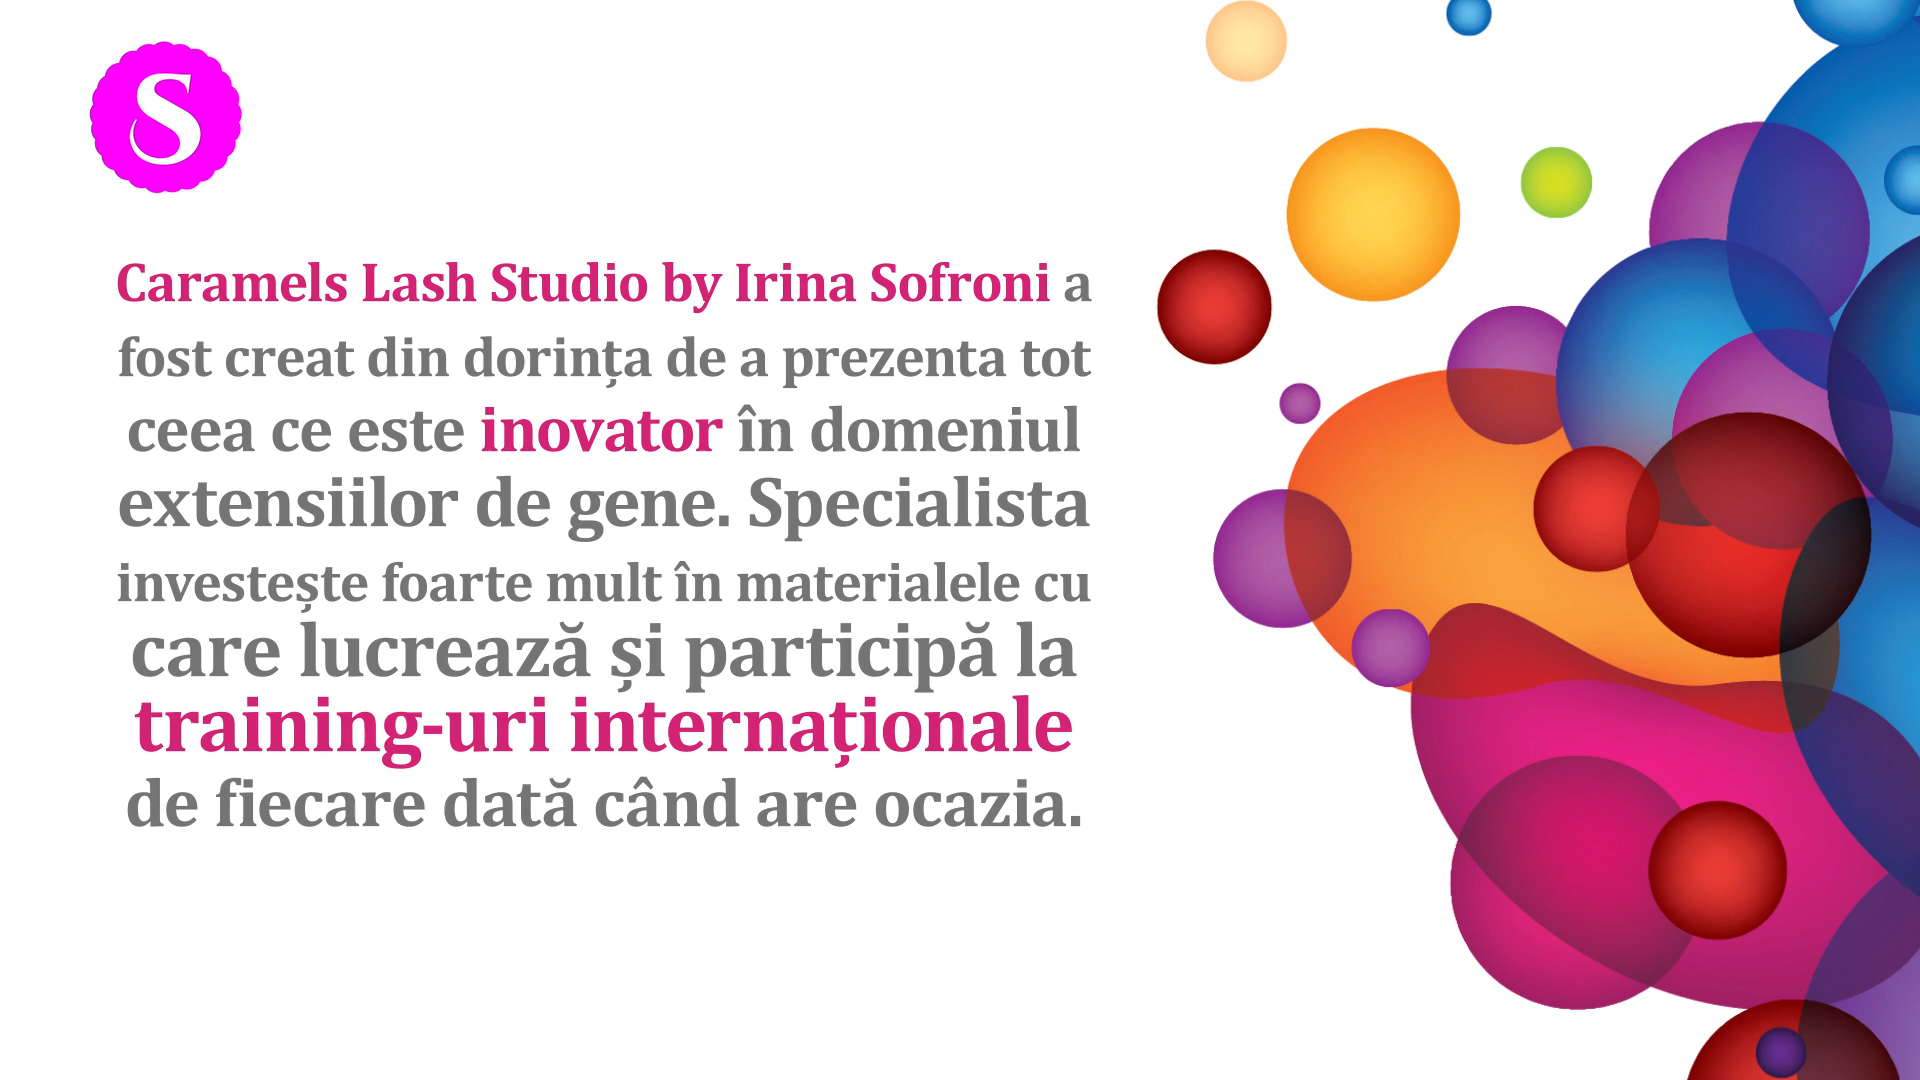 S
Caramels Lash Studio by Irina Sofroni a
fost creat din dorința de a prezenta tot
ceea ce este inovator în domeniul
extensiilor de gene. Specialista
investește foarte mult în materialele cu
care lucrează și participă la
training-uri internaționale
de fiecare dată când are ocazia.